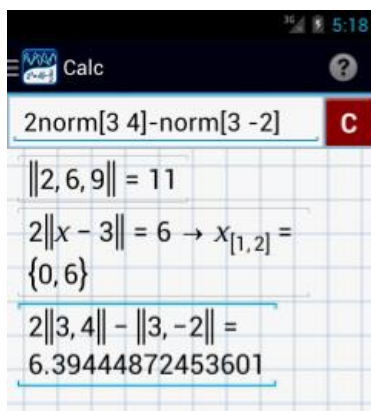 3G 5:18
Calc ?
2norm[3 4]-norm[3 -2] C
‖2, 6, 9‖ = 11
2‖x − 3‖ = 6 → x[1,2] =
{0, 6}
2‖3, 4‖ − ‖3, −2‖ =
6.39444872453601